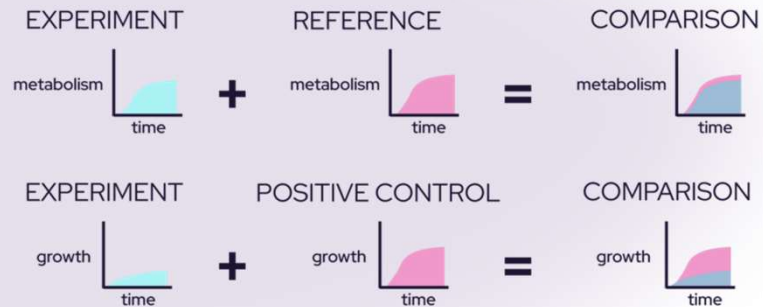 EXPERIMENT REFERENCE COMPARISON
metabolism + metabolism = metabolism
time time time
EXPERIMENT POSITIVE CONTROL COMPARISON
growth + growth = growth
time time time